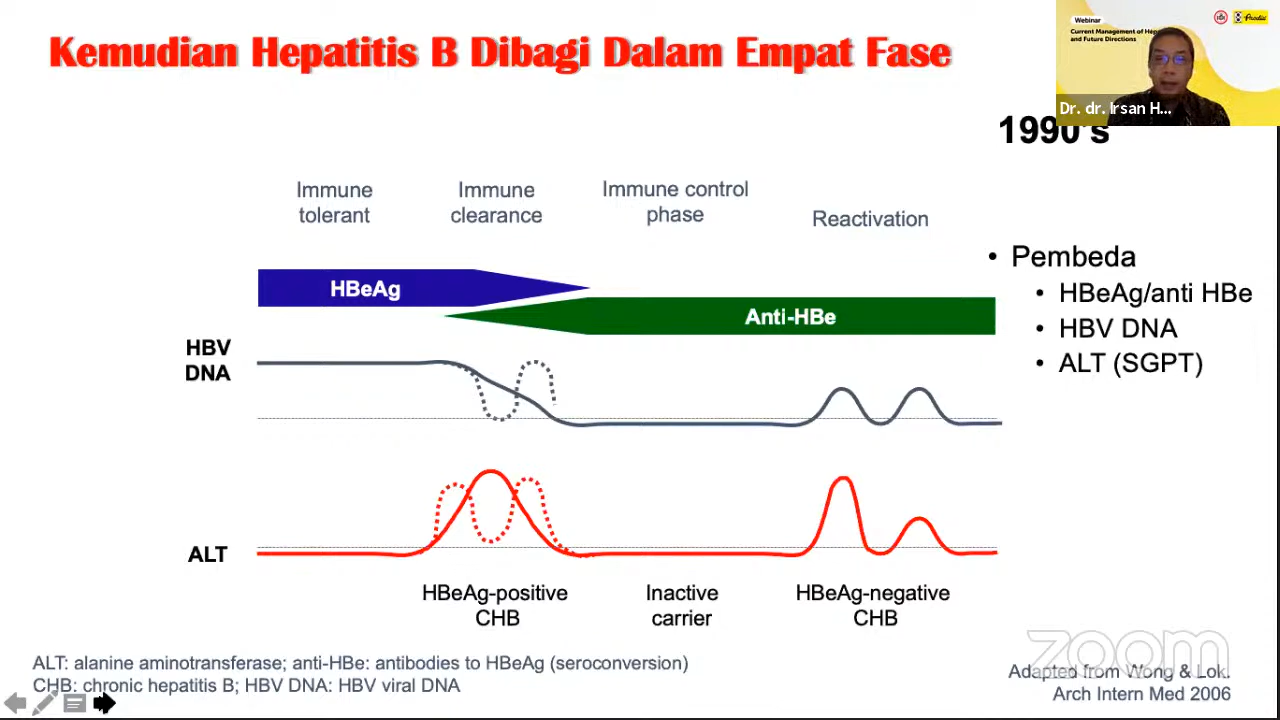 Kemudian Hepatitis B Dibagi Dalam Empat Fase
Webinar
Current Management of Hep
and Future Directions
Prodia
Dr. dr. Irsan H...
1990's
Immune
tolerant
Immune
clearance
Immune control
phase
Reactivation
HBeAg
Anti-HBe
HBV
DNA
ALT
HBeAg-positive
CHB
Inactive
carrier
HBeAg-negative
CHB
• Pembeda
• HBeAg/anti HBe
• HBV DNA
• ALT (SGPT)
ALT: alanine aminotransferase; anti-HBe: antibodies to HBeAg (seroconversion)
CHB: chronic hepatitis B; HBV DNA: HBV viral DNA
zoom
Adapted from Wong & Lok.
Arch Intern Med 2006